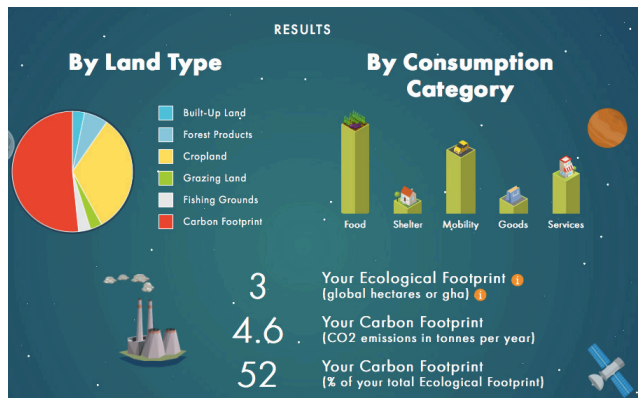 RESULTS
By Land Type
Built-Up Land
Forest Products
Cropland
Grazing Land
Fishing Grounds
Carbon Footprint
By Consumption
Category
Food
Shelter
Mobility
Goods
Services
3
Your Ecological Footprint i
(global hectares or gha) i
4.6
Your Carbon Footprint
(CO2 emissions in tonnes per year)
52
Your Carbon Footprint
(% of your total Ecological Footprint)